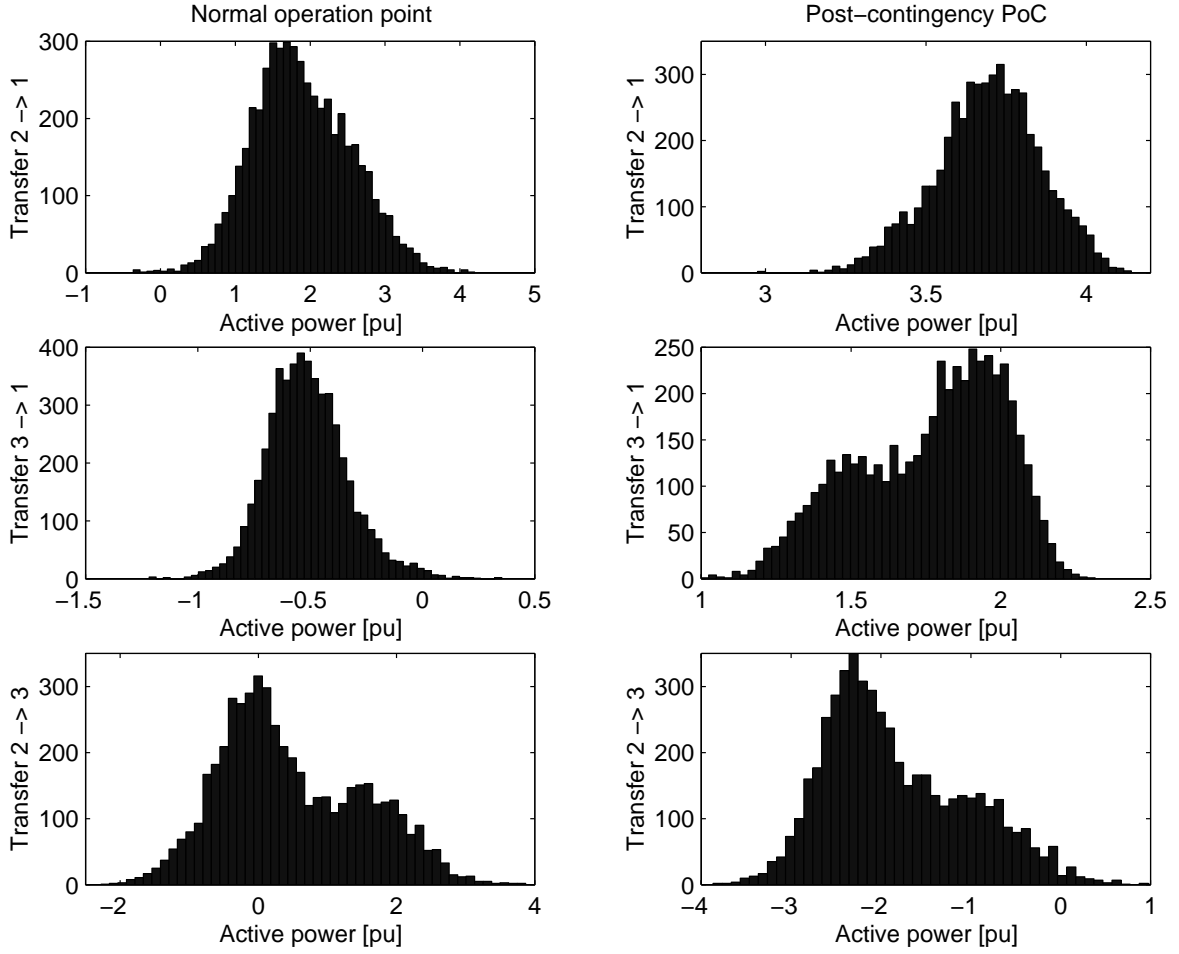 Normal operation point
Post−contingency PoC
300
200
100
0
−1 0 1 2 3 4 5
Transfer 2 −> 1
Active power [pu]
300
200
100
0
3 3.5 4
Transfer 2 −> 1
Active power [pu]
400
300
200
100
0
−1.5 −1 −0.5 0 0.5
Transfer 3 −> 1
Active power [pu]
250
200
150
100
50
0
1 1.5 2 2.5
Transfer 3 −> 1
Active power [pu]
300
200
100
0
−2 0 2 4
Transfer 2 −> 3
Active power [pu]
300
200
100
0
−4 −3 −2 −1 0 1
Transfer 2 −> 3
Active power [pu]